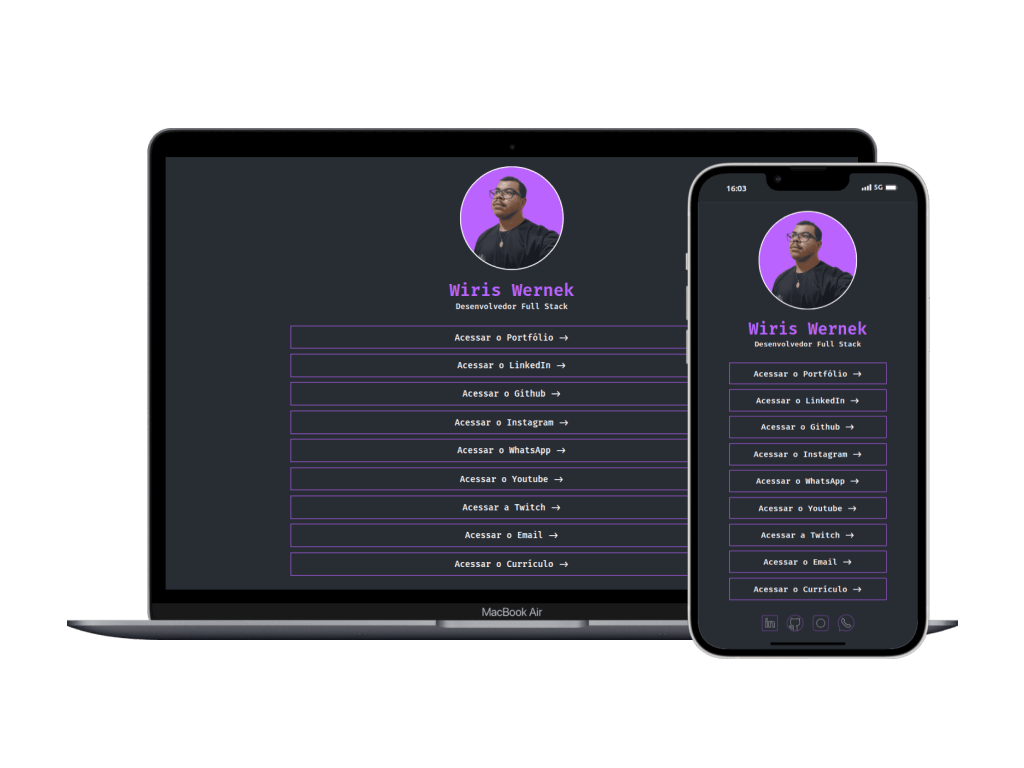 Wiris Wernek
Desenvolvedor Full Stack
Acessar o Portfólio →
Acessar o LinkedIn →
Acessar o Github →
Acessar o Instagram →
Acessar o WhatsApp →
Acessar o Youtube →
Acessar a Twitch →
Acessar o Email →
Acessar o Currículo →
MacBook Air
16:03 5G
Wiris Wernek
Desenvolvedor Full Stack
Acessar o Portfólio →
Acessar o LinkedIn →
Acessar o Github →
Acessar o Instagram →
Acessar o WhatsApp →
Acessar o Youtube →
Acessar a Twitch →
Acessar o Email →
Acessar o Currículo →
in